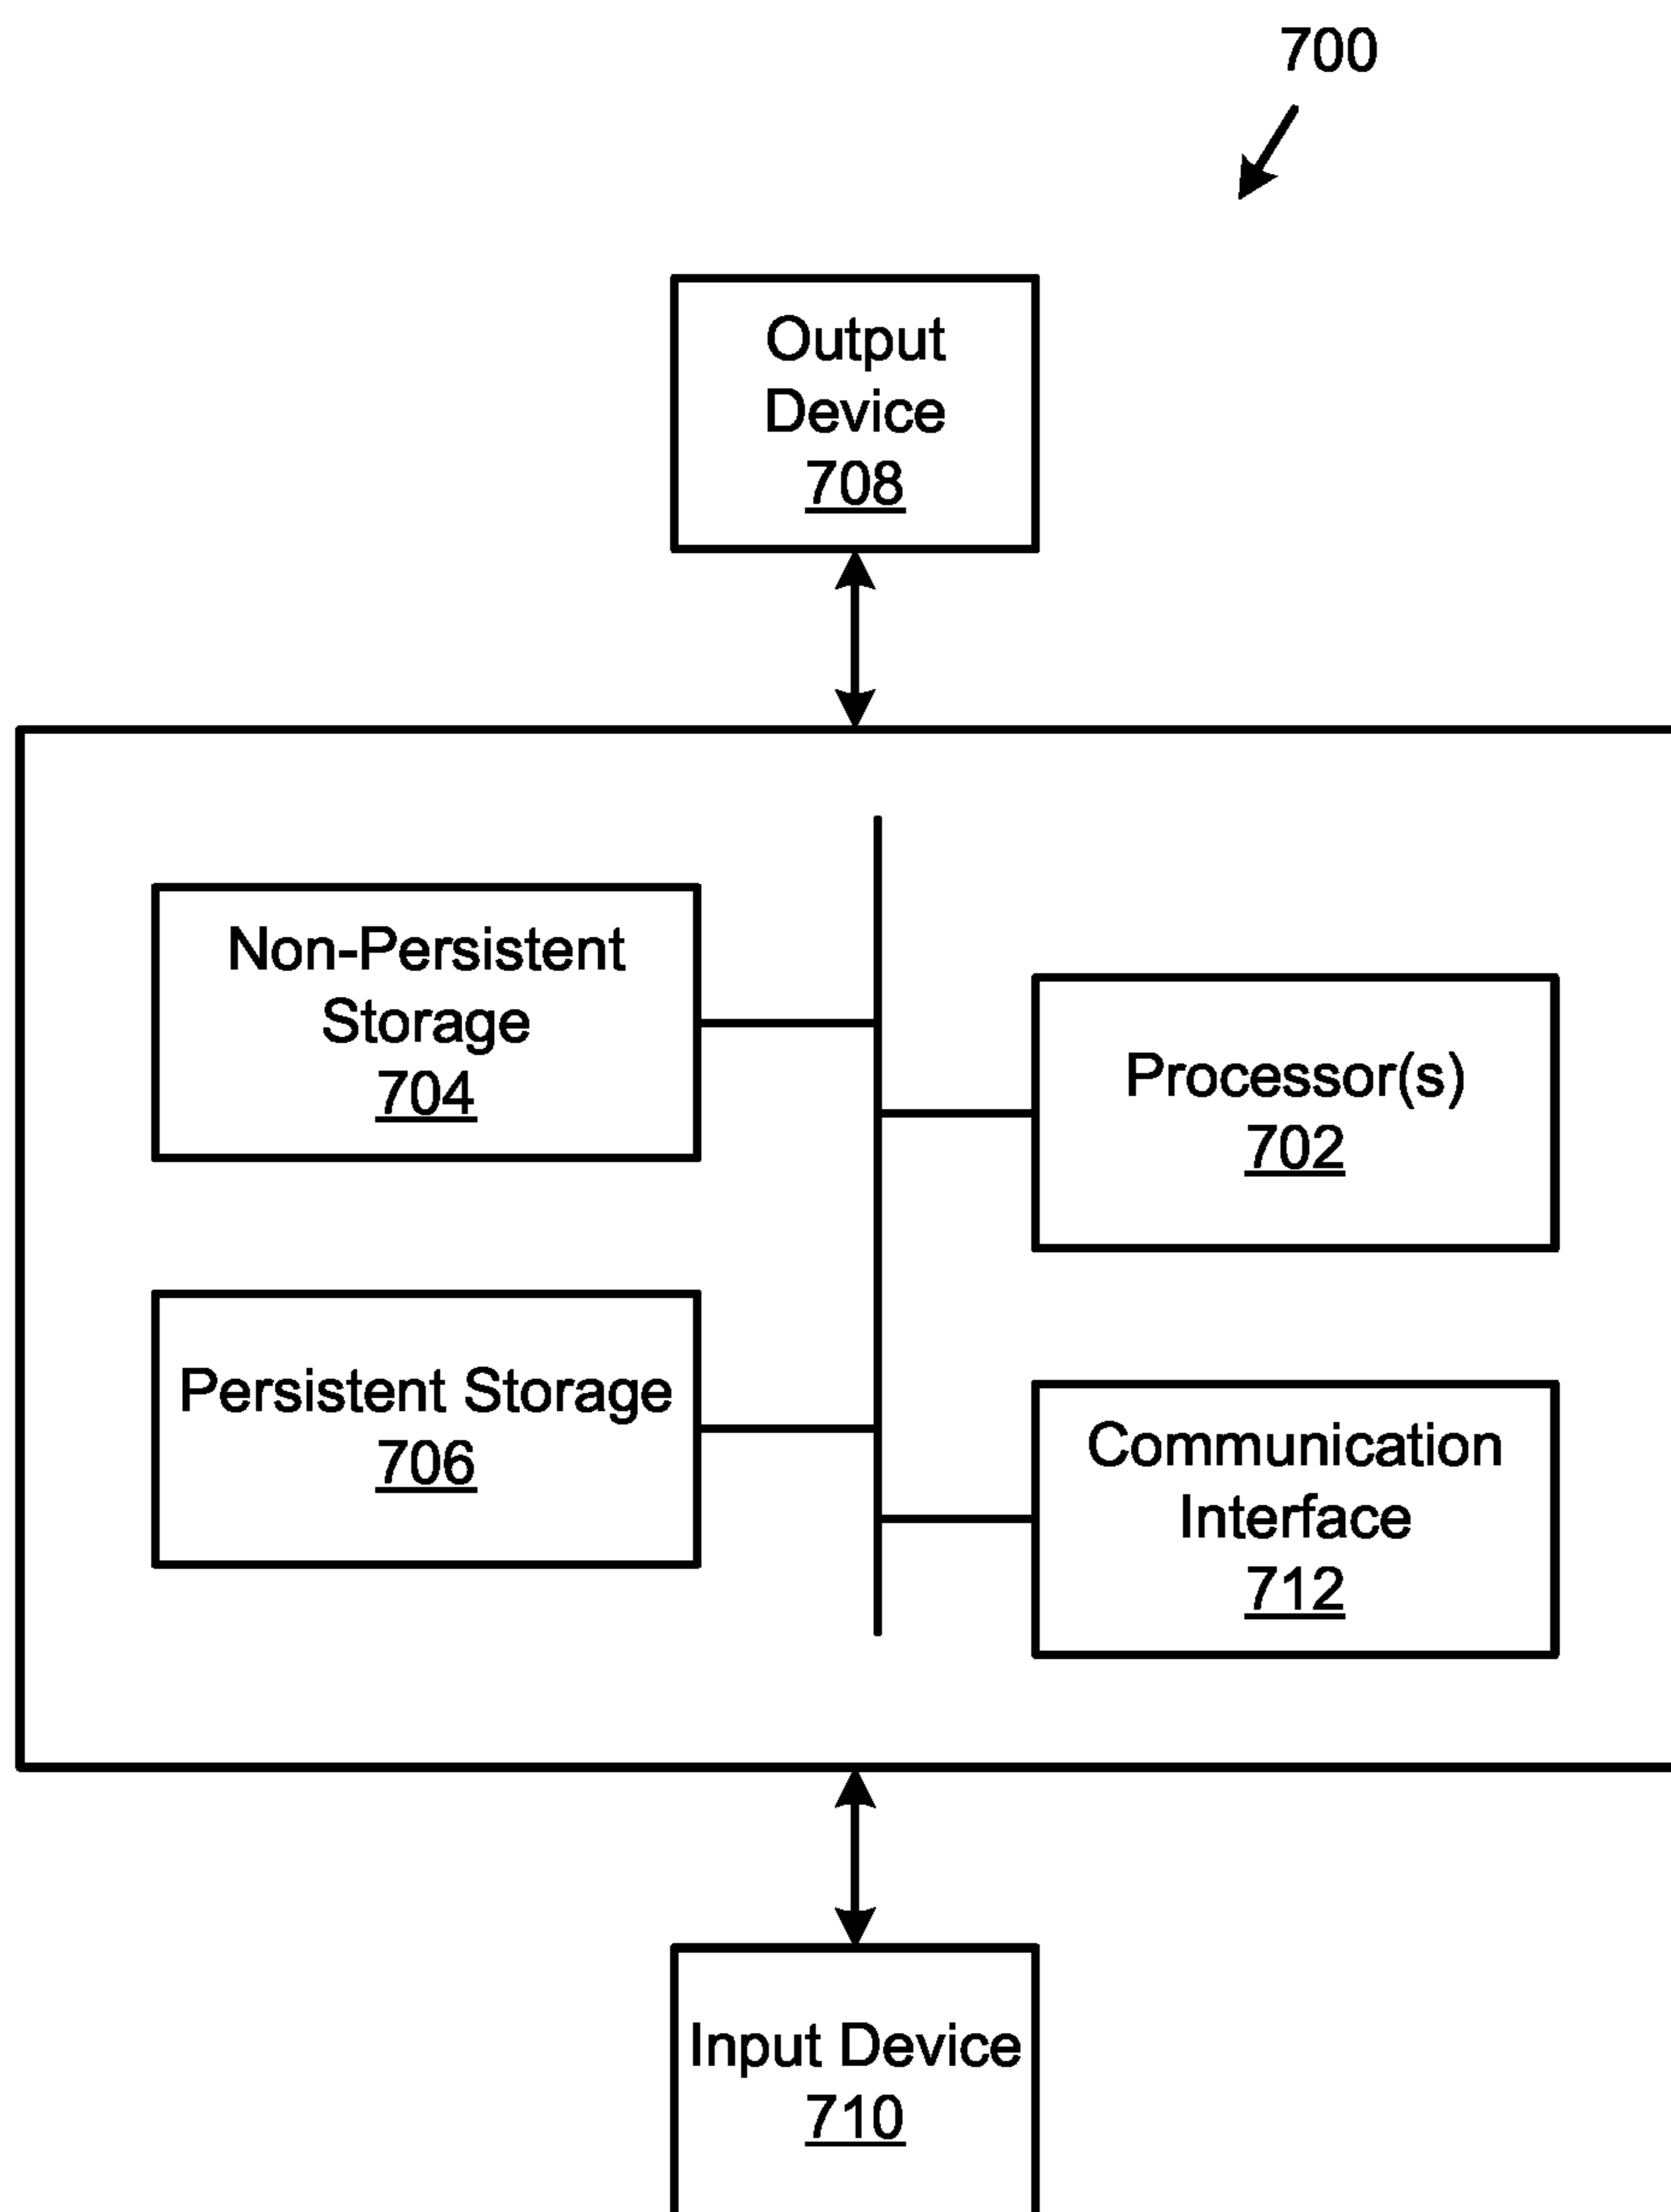 700
Output
Device
708
Non-Persistent
Storage
704
Processor(s)
702
Persistent Storage
706
Communication
Interface
712
Input Device
710